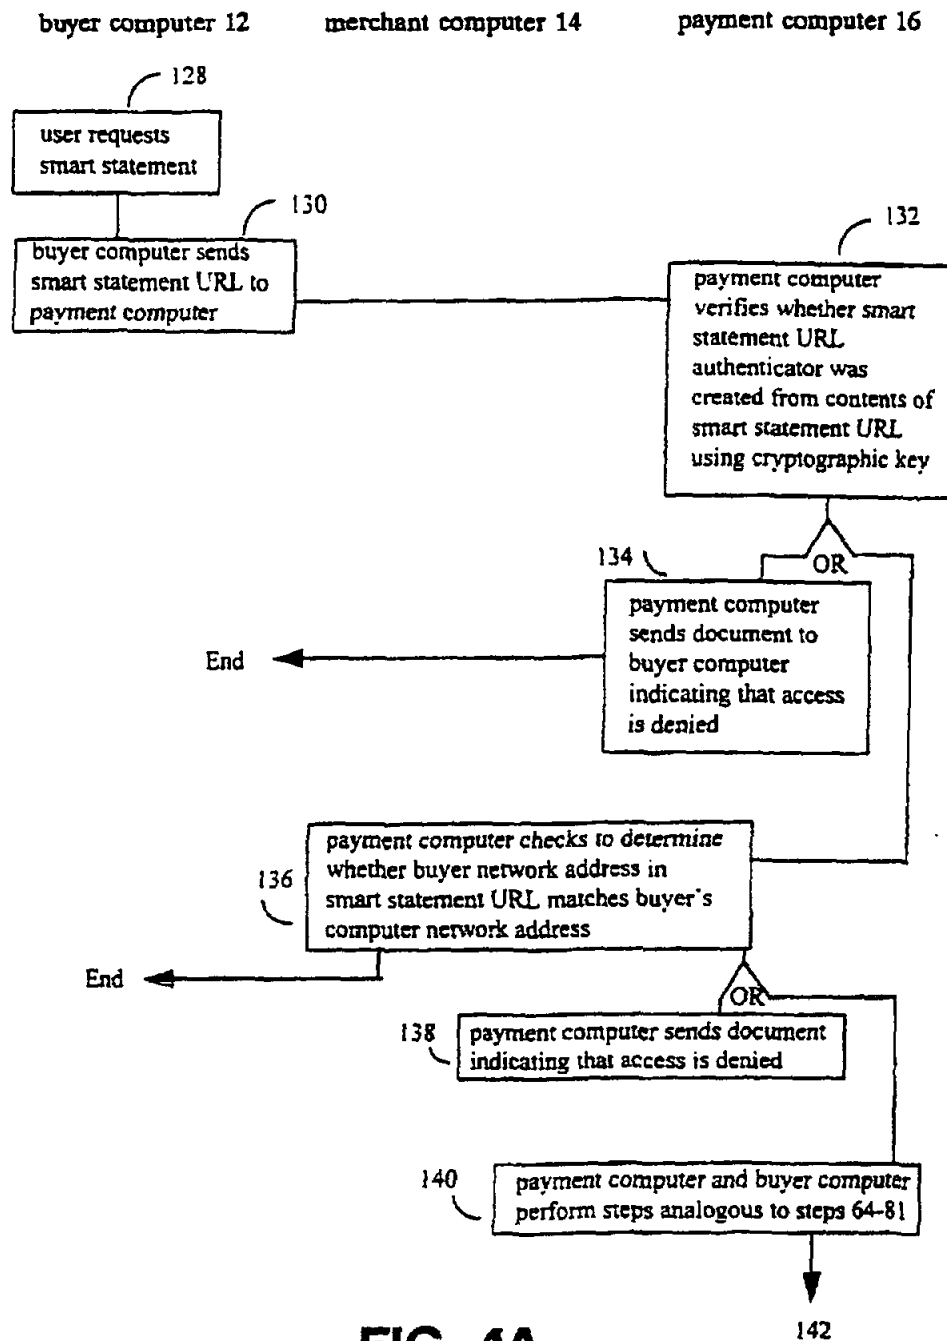 buyer computer 12 merchant computer 14 payment computer 16
128
user requests
smart statement
130
buyer computer sends
smart statement URL to
payment computer
132
payment computer
verifies whether smart
statement URL
authenticator was
created from contents of
smart statement URL
using cryptographic key
OR
134
payment computer
sends document to
buyer computer
indicating that access
is denied
End
136
payment computer checks to determine
whether buyer network address in
smart statement URL matches buyer's
computer network address
End
OR
138
payment computer sends document
indicating that access is denied
140
payment computer and buyer computer
perform steps analogous to steps 64-81
142
FIG. 4A